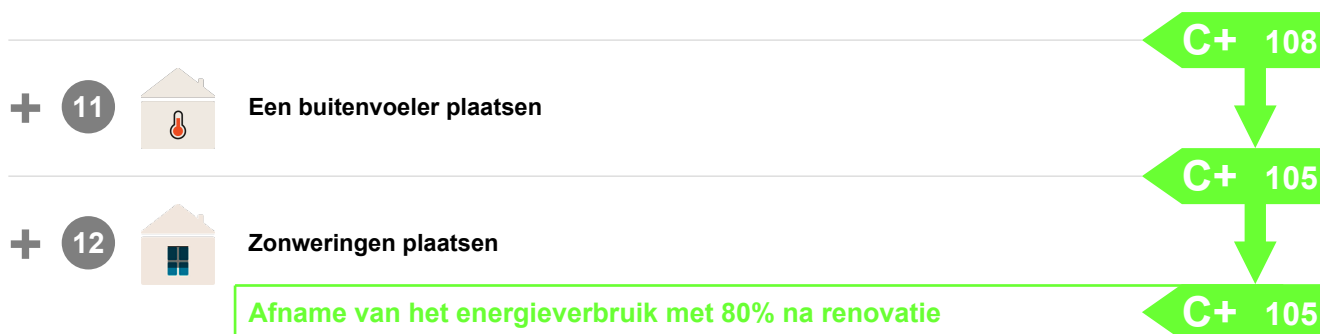 C+ 108
+ 11 Een buitenvoeler plaatsen
C+ 105
+ 12 Zonweringen plaatsen
Afname van het energieverbruik met 80% na renovatie C+ 105